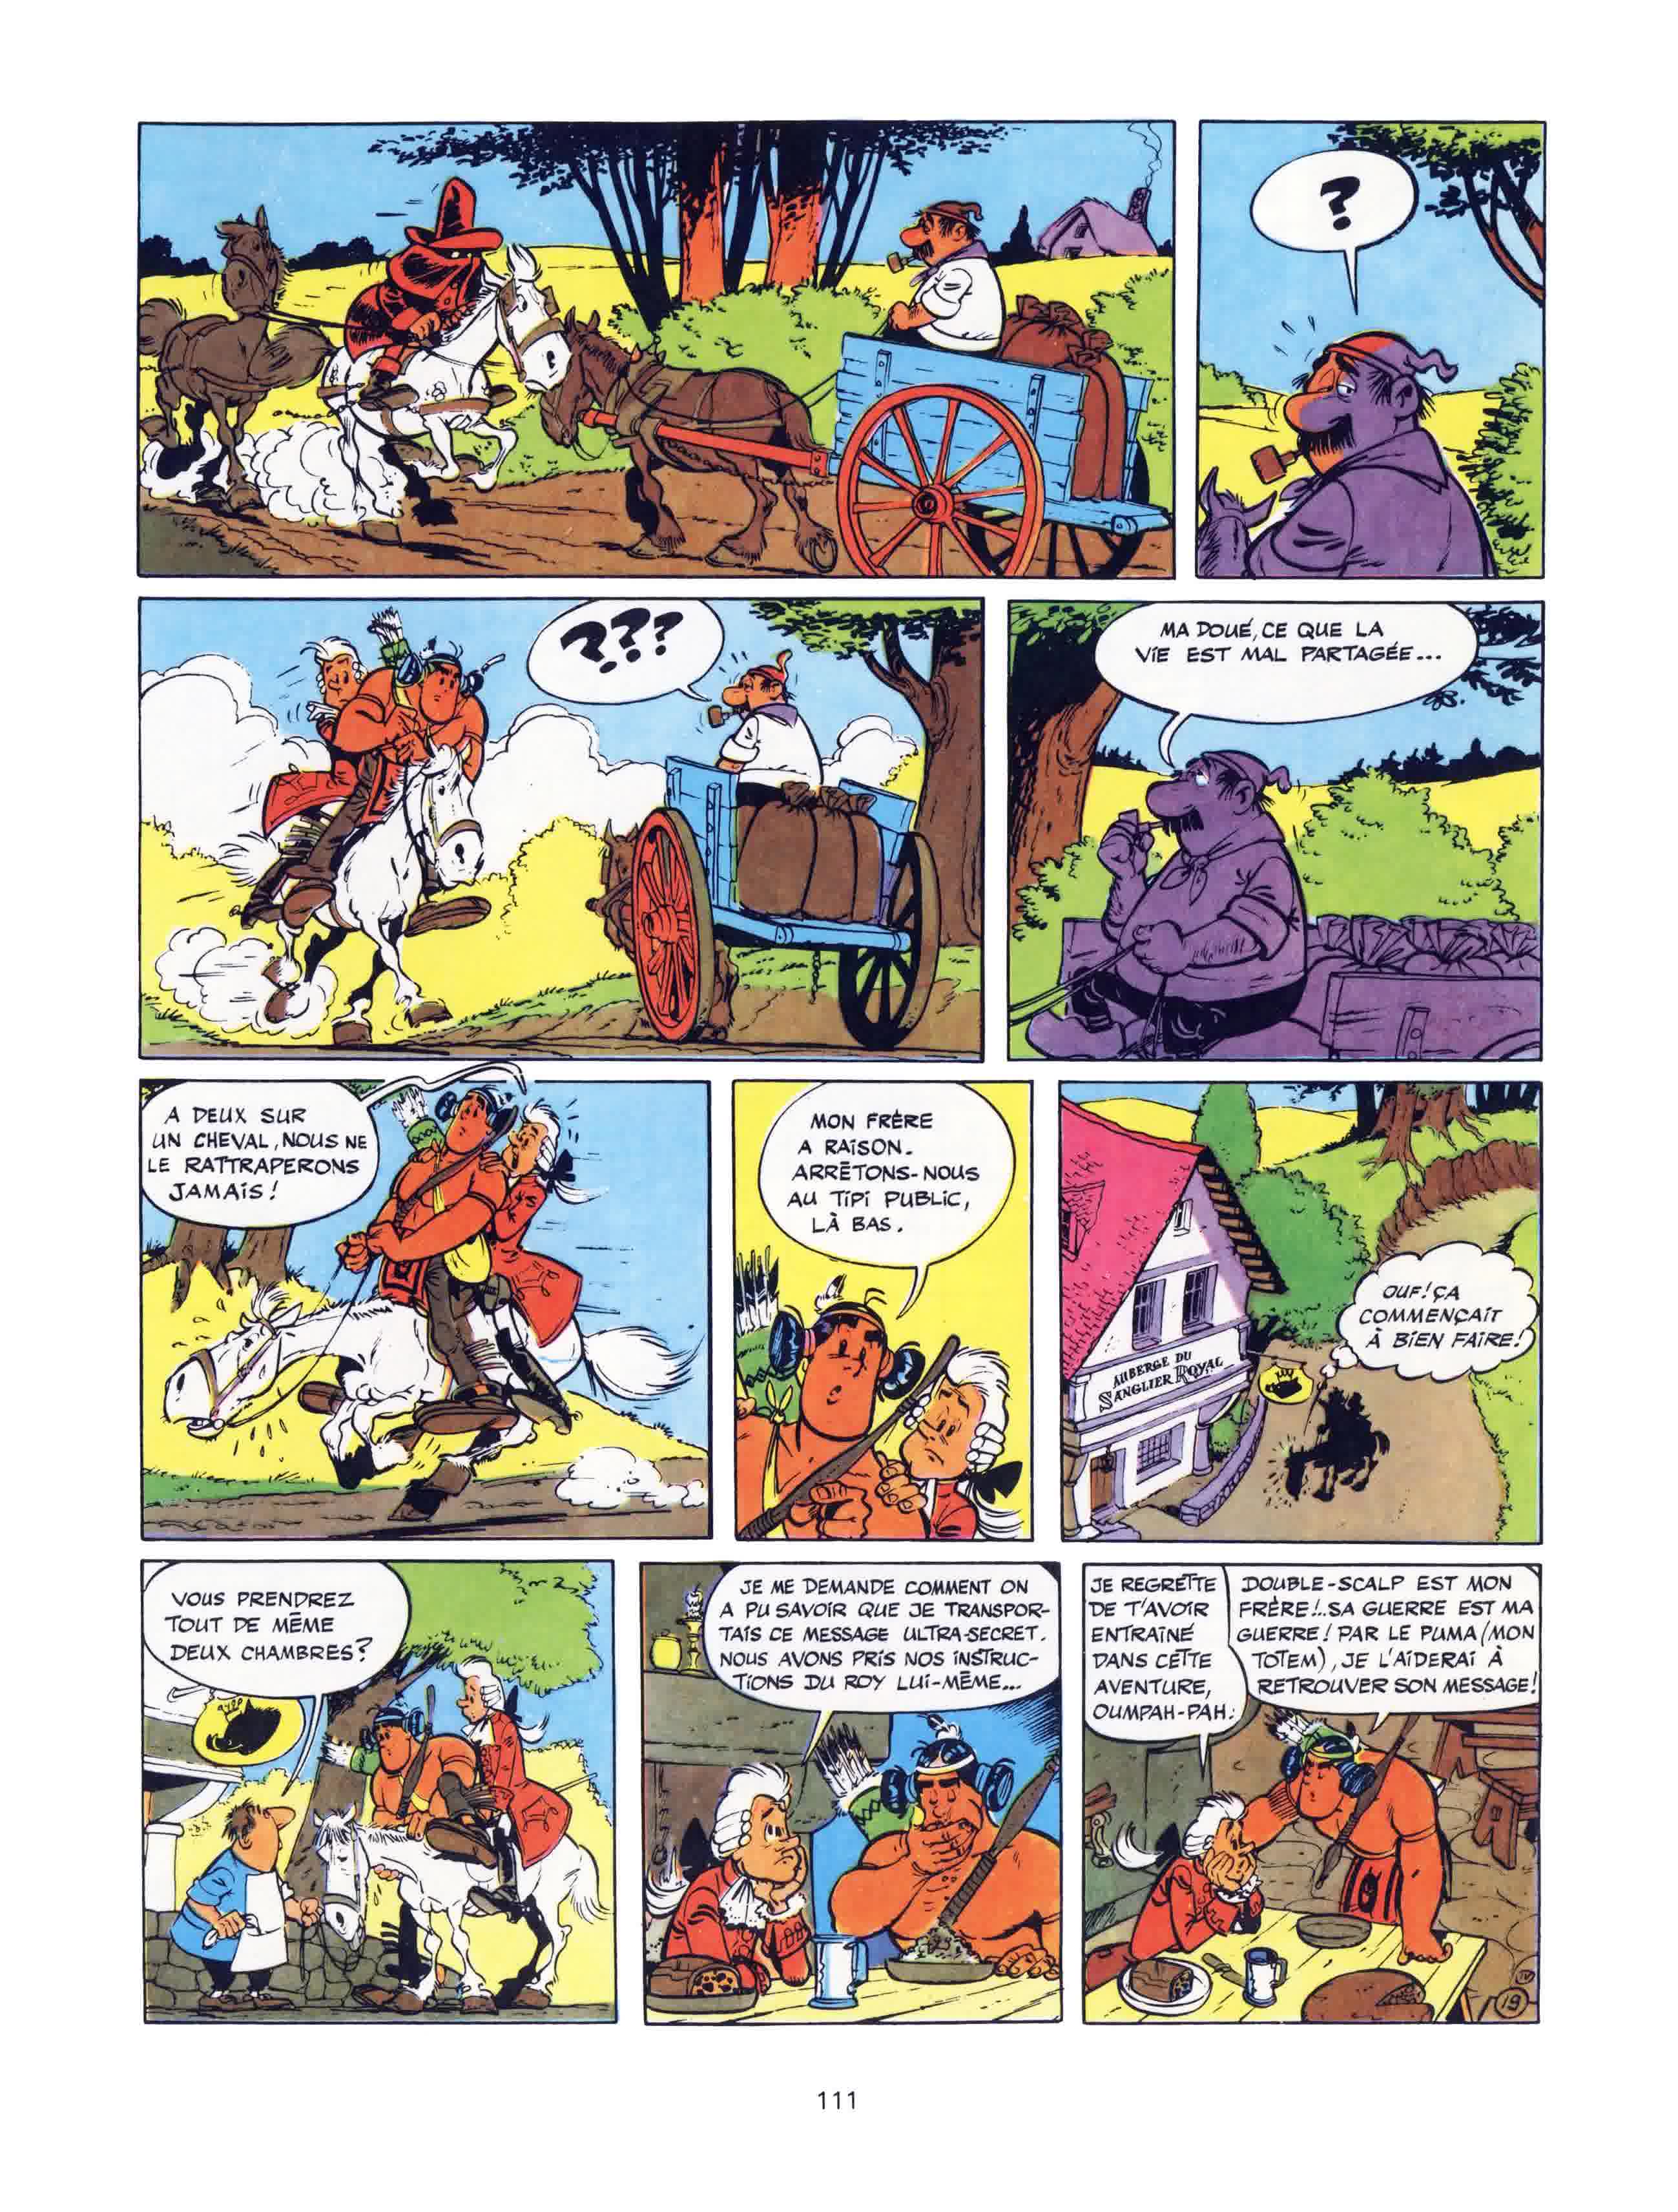 ?
???
MA DOUÉ, CE QUE LA
VIE EST MAL PARTAGÉE...
A DEUX SUR
UN CHEVAL, NOUS NE
LE RATTRAPERONS
JAMAIS!
MON FRÈRE
A RAISON.
ARRÊTONS-NOUS
AU TIPI PUBLIC,
LÀ BAS.
OUF! ÇA
COMMENÇAIT
À BIEN FAIRE!
AUBERGE DU
SANGLIER ROYAL
VOUS PRENDREZ
TOUT DE MÊME
DEUX CHAMBRES?
JE ME DEMANDE COMMENT ON
A PU SAVOIR QUE JE TRANSPOR-
TAIS CE MESSAGE ULTRA-SECRET.
NOUS AVONS PRIS NOS INSTRUC-
TIONS DU ROY LUI-MÊME...
JE REGRETTE
DE T'AVOIR
ENTRAINÉ
DANS CETTE
AVENTURE,
OUMPAH-PAH.
DOUBLE-SCALP EST MON
FRÈRE!..SA GUERRE EST MA
GUERRE! PAR LE PUMA (MON
TOTEM), JE L'AIDERAI À
RETROUVER SON MESSAGE!
IV
19
111